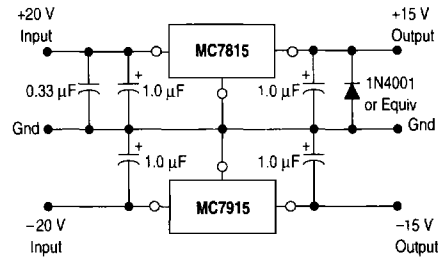 +20 V
Input
MC7815
+15 V
Output
0.33 µF
+
1.0 µF
1.0 µF
+
1N4001
or Equiv
Gnd
Gnd
+
1.0 µF
1.0 µF
+
−20 V
Input
MC7915
−15 V
Output